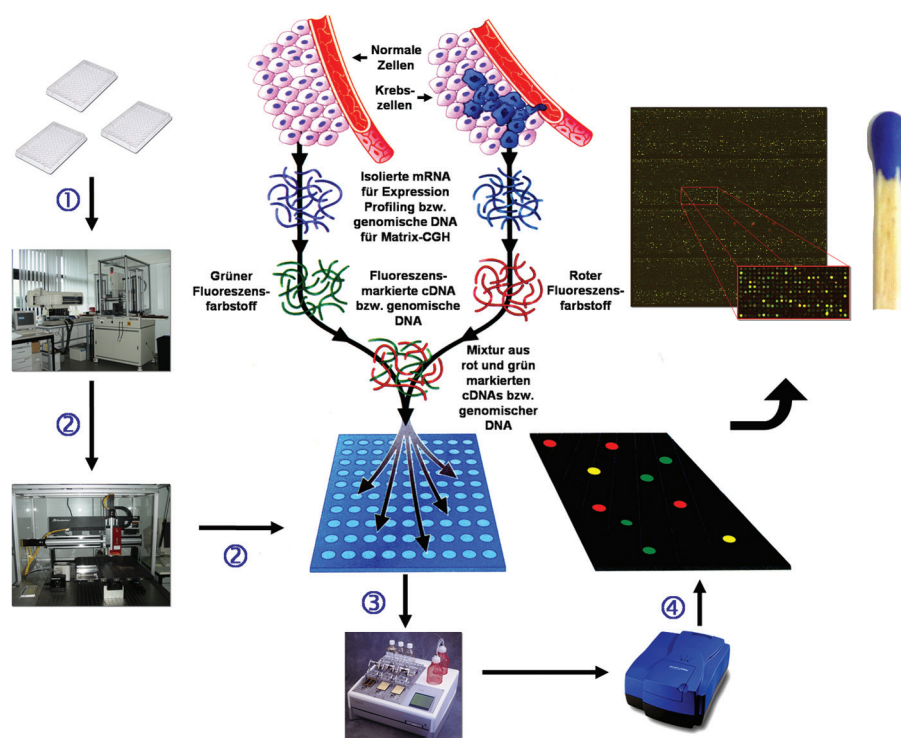 Normale
Zellen
Krebs-
zellen
①
Isolierte mRNA
für Expression
Profiling bzw.
genomische DNA
für Matrix-CGH
Grüner
Fluoreszens-
farbstoff
Fluoreszens-
markierte cDNA
bzw. genomische
DNA
Roter
Fluoreszens-
farbstoff
Mixtur aus
rot und grün
markierten
cDNAs bzw.
genomischer
DNA
②
②
③
④